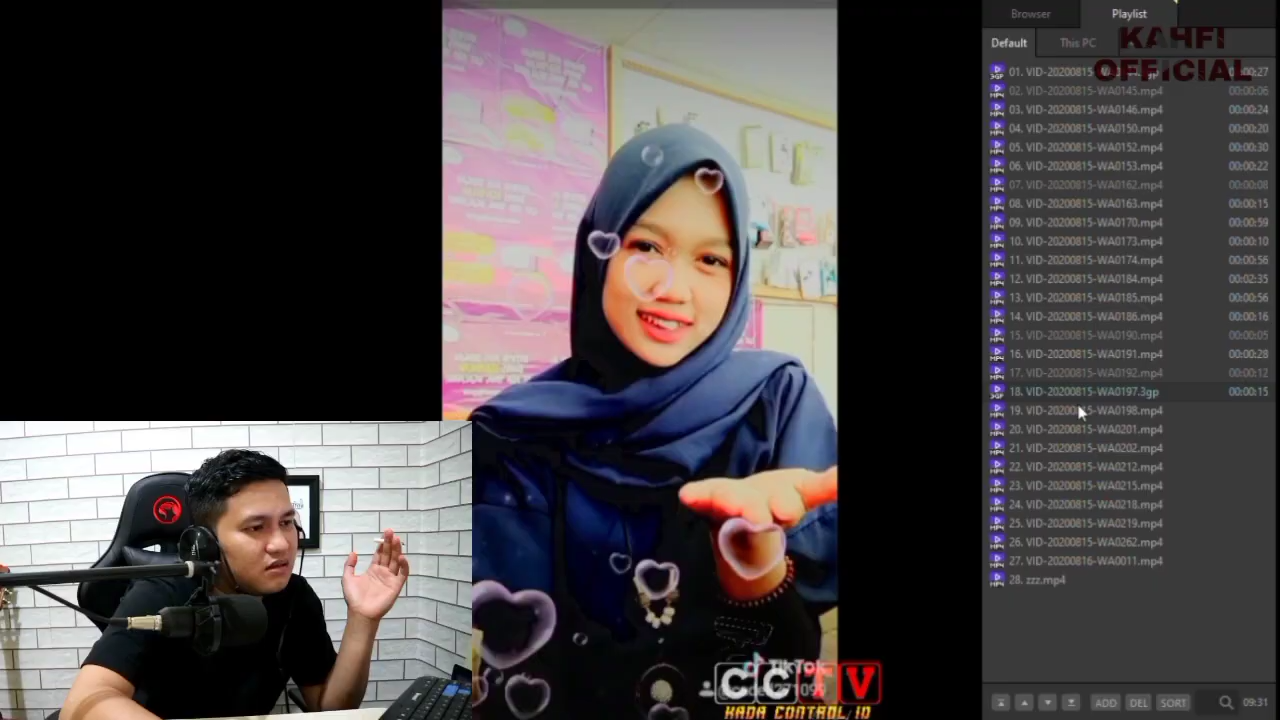 Browser
Playlist
Default
This PC
KAHFI
OFFICIAL
01. VID-20200815- 00:00:27
02. VID-20200815-WA0145.mp4 00:00:06
03. VID-20200815-WA0146.mp4 00:00:24
04. VID-20200815-WA0150.mp4 00:00:20
05. VID-20200815-WA0152.mp4 00:00:30
06. VID-20200815-WA0153.mp4 00:00:22
07. VID-20200815-WA0162.mp4 00:00:08
08. VID-20200815-WA0163.mp4 00:00:15
09. VID-20200815-WA0170.mp4 00:00:59
10. VID-20200815-WA0173.mp4 00:00:10
11. VID-20200815-WA0174.mp4 00:00:56
12. VID-20200815-WA0184.mp4 00:02:35
13. VID-20200815-WA0185.mp4 00:00:56
14. VID-20200815-WA0186.mp4 00:00:16
15. VID-20200815-WA0190.mp4 00:00:05
16. VID-20200815-WA0191.mp4 00:00:28
17. VID-20200815-WA0192.mp4 00:00:12
18. VID-20200815-WA0197.3gp 00:00:15
19. VID-20200815-WA0198.mp4
20. VID-20200815-WA0201.mp4
21. VID-20200815-WA0202.mp4
22. VID-20200815-WA0212.mp4
23. VID-20200815-WA0215.mp4
24. VID-20200815-WA0218.mp4
25. VID-20200815-WA0219.mp4
26. VID-20200815-WA0262.mp4
27. VID-20200816-WA0011.mp4
28. zzz.mp4
TikTok
CCTV
KADA CONTROL/ID
ADD DEL SORT 09:31